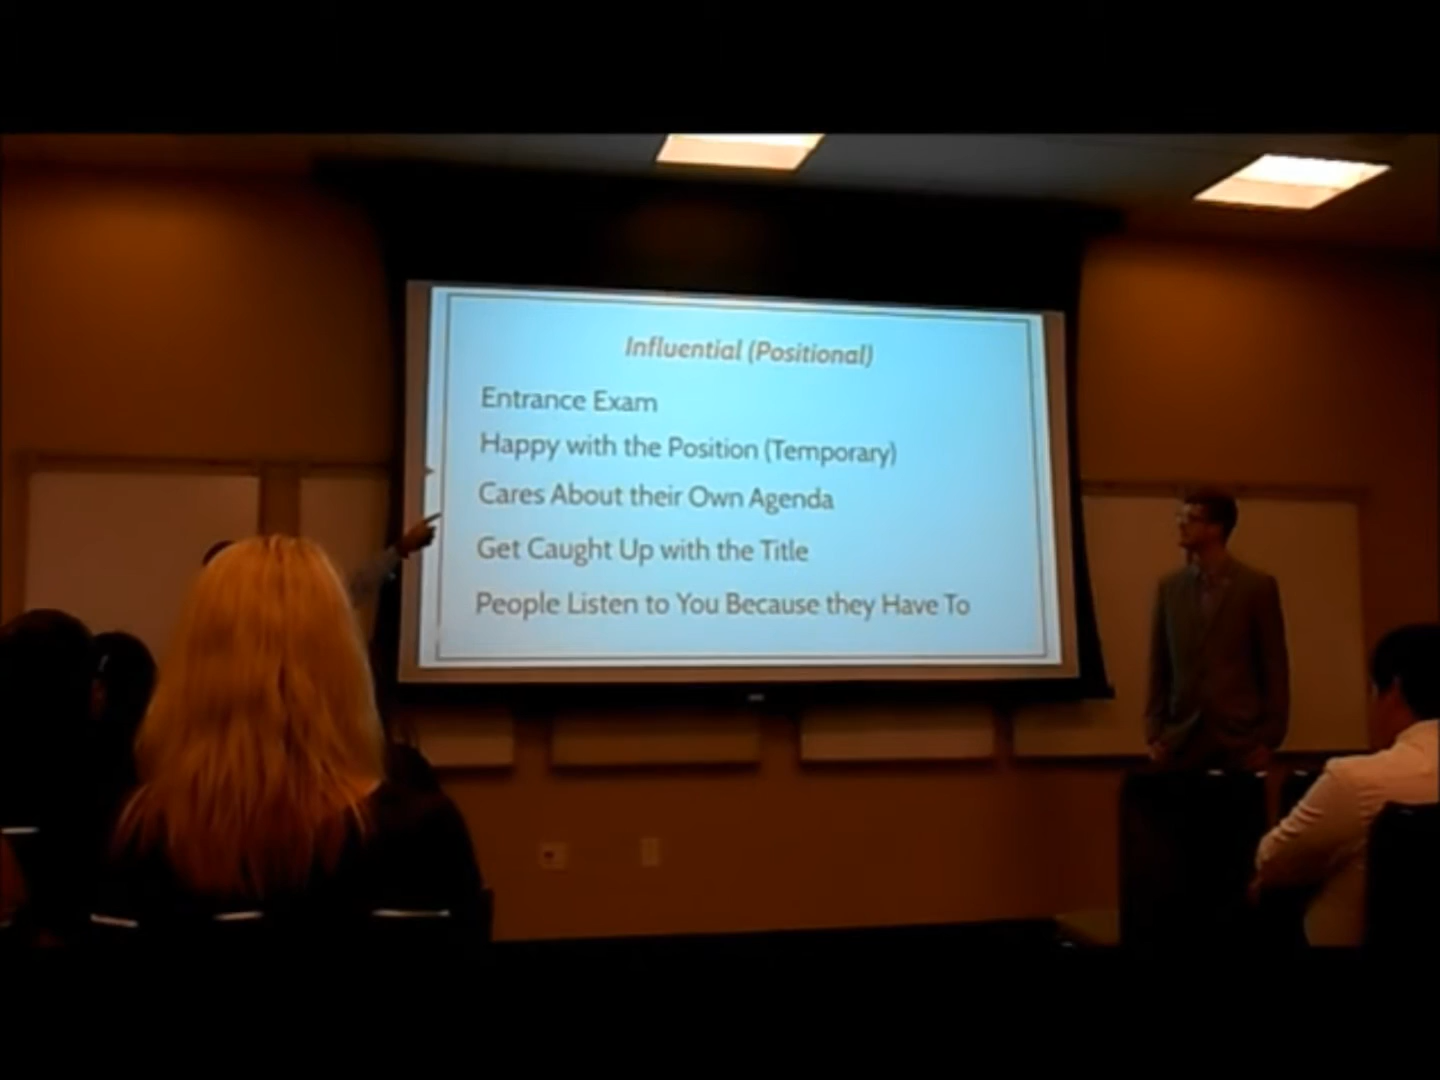 Influential (Positional)
Entrance Exam
Happy with the Position (Temporary)
Cares About their Own Agenda
Get Caught Up with the Title
People Listen to You Because they Have To